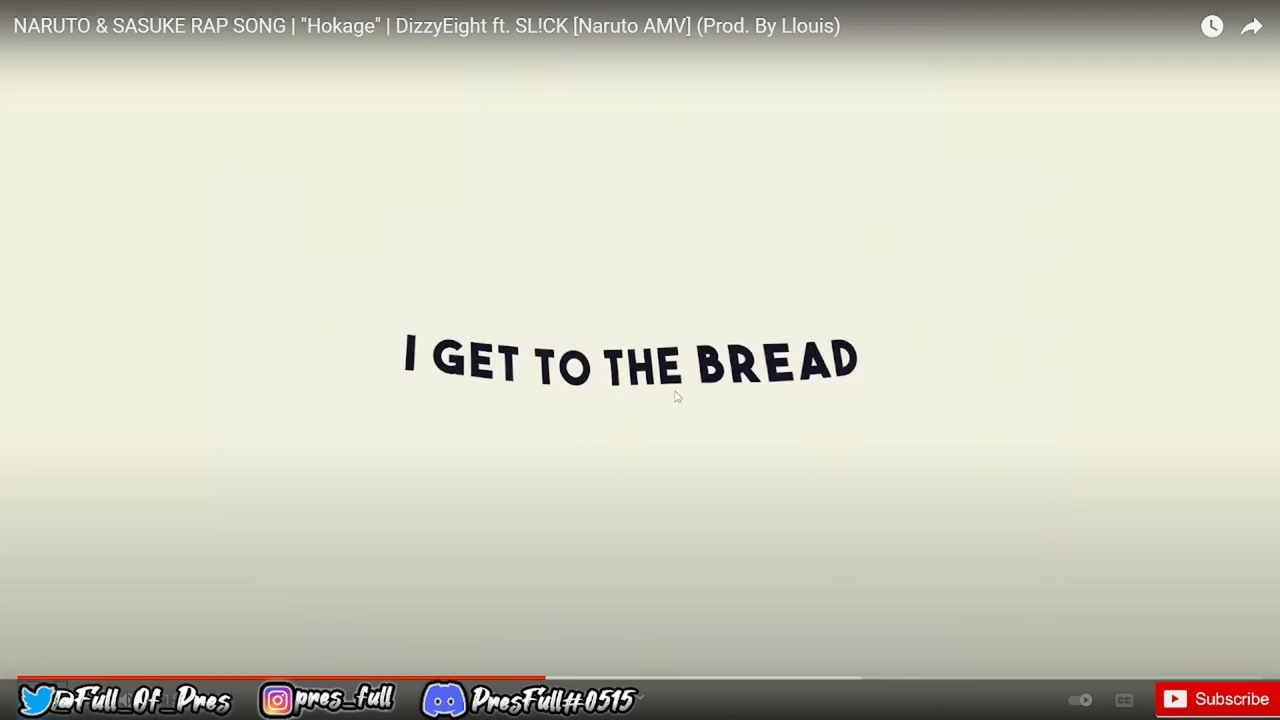 NARUTO & SASUKE RAP SONG | "Hokage" | DizzyEight ft. SL!CK [Naruto AMV] (Prod. By Llouis)
I GET TO THE BREAD
@Full_Of_Pres pres_full PresFull#0515
CC
Subscribe